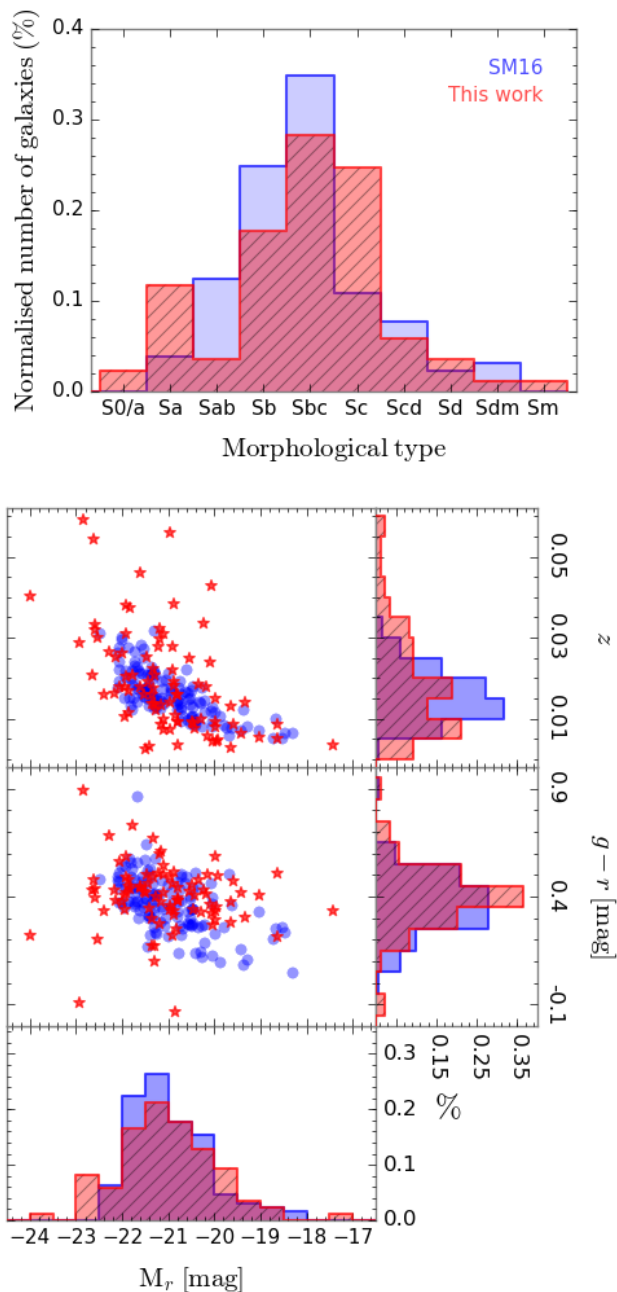 Normalised number of galaxies (%)
0.4
0.3
0.2
0.1
0.0
SM16
This work
S0/a Sa Sab Sb Sbc Sc Scd Sd Sdm Sm
Morphological type
0.05
0.03
0.01
z
0.9
0.4
-0.1
g − r [mag]
0.15 0.25 0.35
%
0.3
0.2
0.1
0.0
−24 −23 −22 −21 −20 −19 −18 −17
Mr [mag]